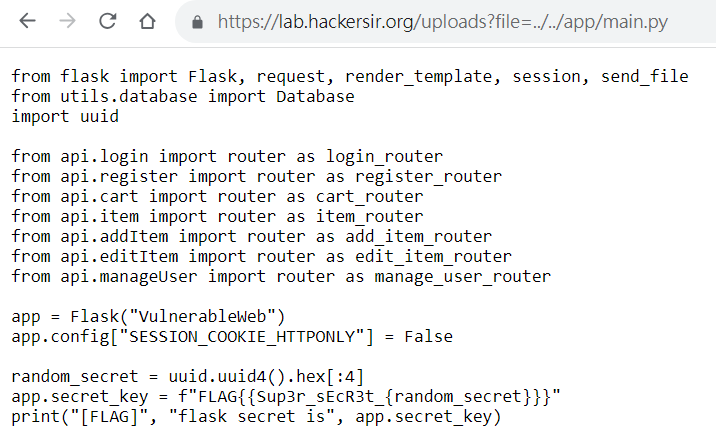 https://lab.hackersir.org/uploads?file=../../app/main.py
from flask import Flask, request, render_template, session, send_file
from utils.database import Database
import uuid
from api.login import router as login_router
from api.register import router as register_router
from api.cart import router as cart_router
from api.item import router as item_router
from api.addItem import router as add_item_router
from api.editItem import router as edit_item_router
from api.manageUser import router as manage_user_router
app = Flask("VulnerableWeb")
app.config["SESSION_COOKIE_HTTPONLY"] = False
random_secret = uuid.uuid4().hex[:4]
app.secret_key = f"FLAG{{Sup3r_sEcR3t_{random_secret}}}"
print("[FLAG]", "flask secret is", app.secret_key)